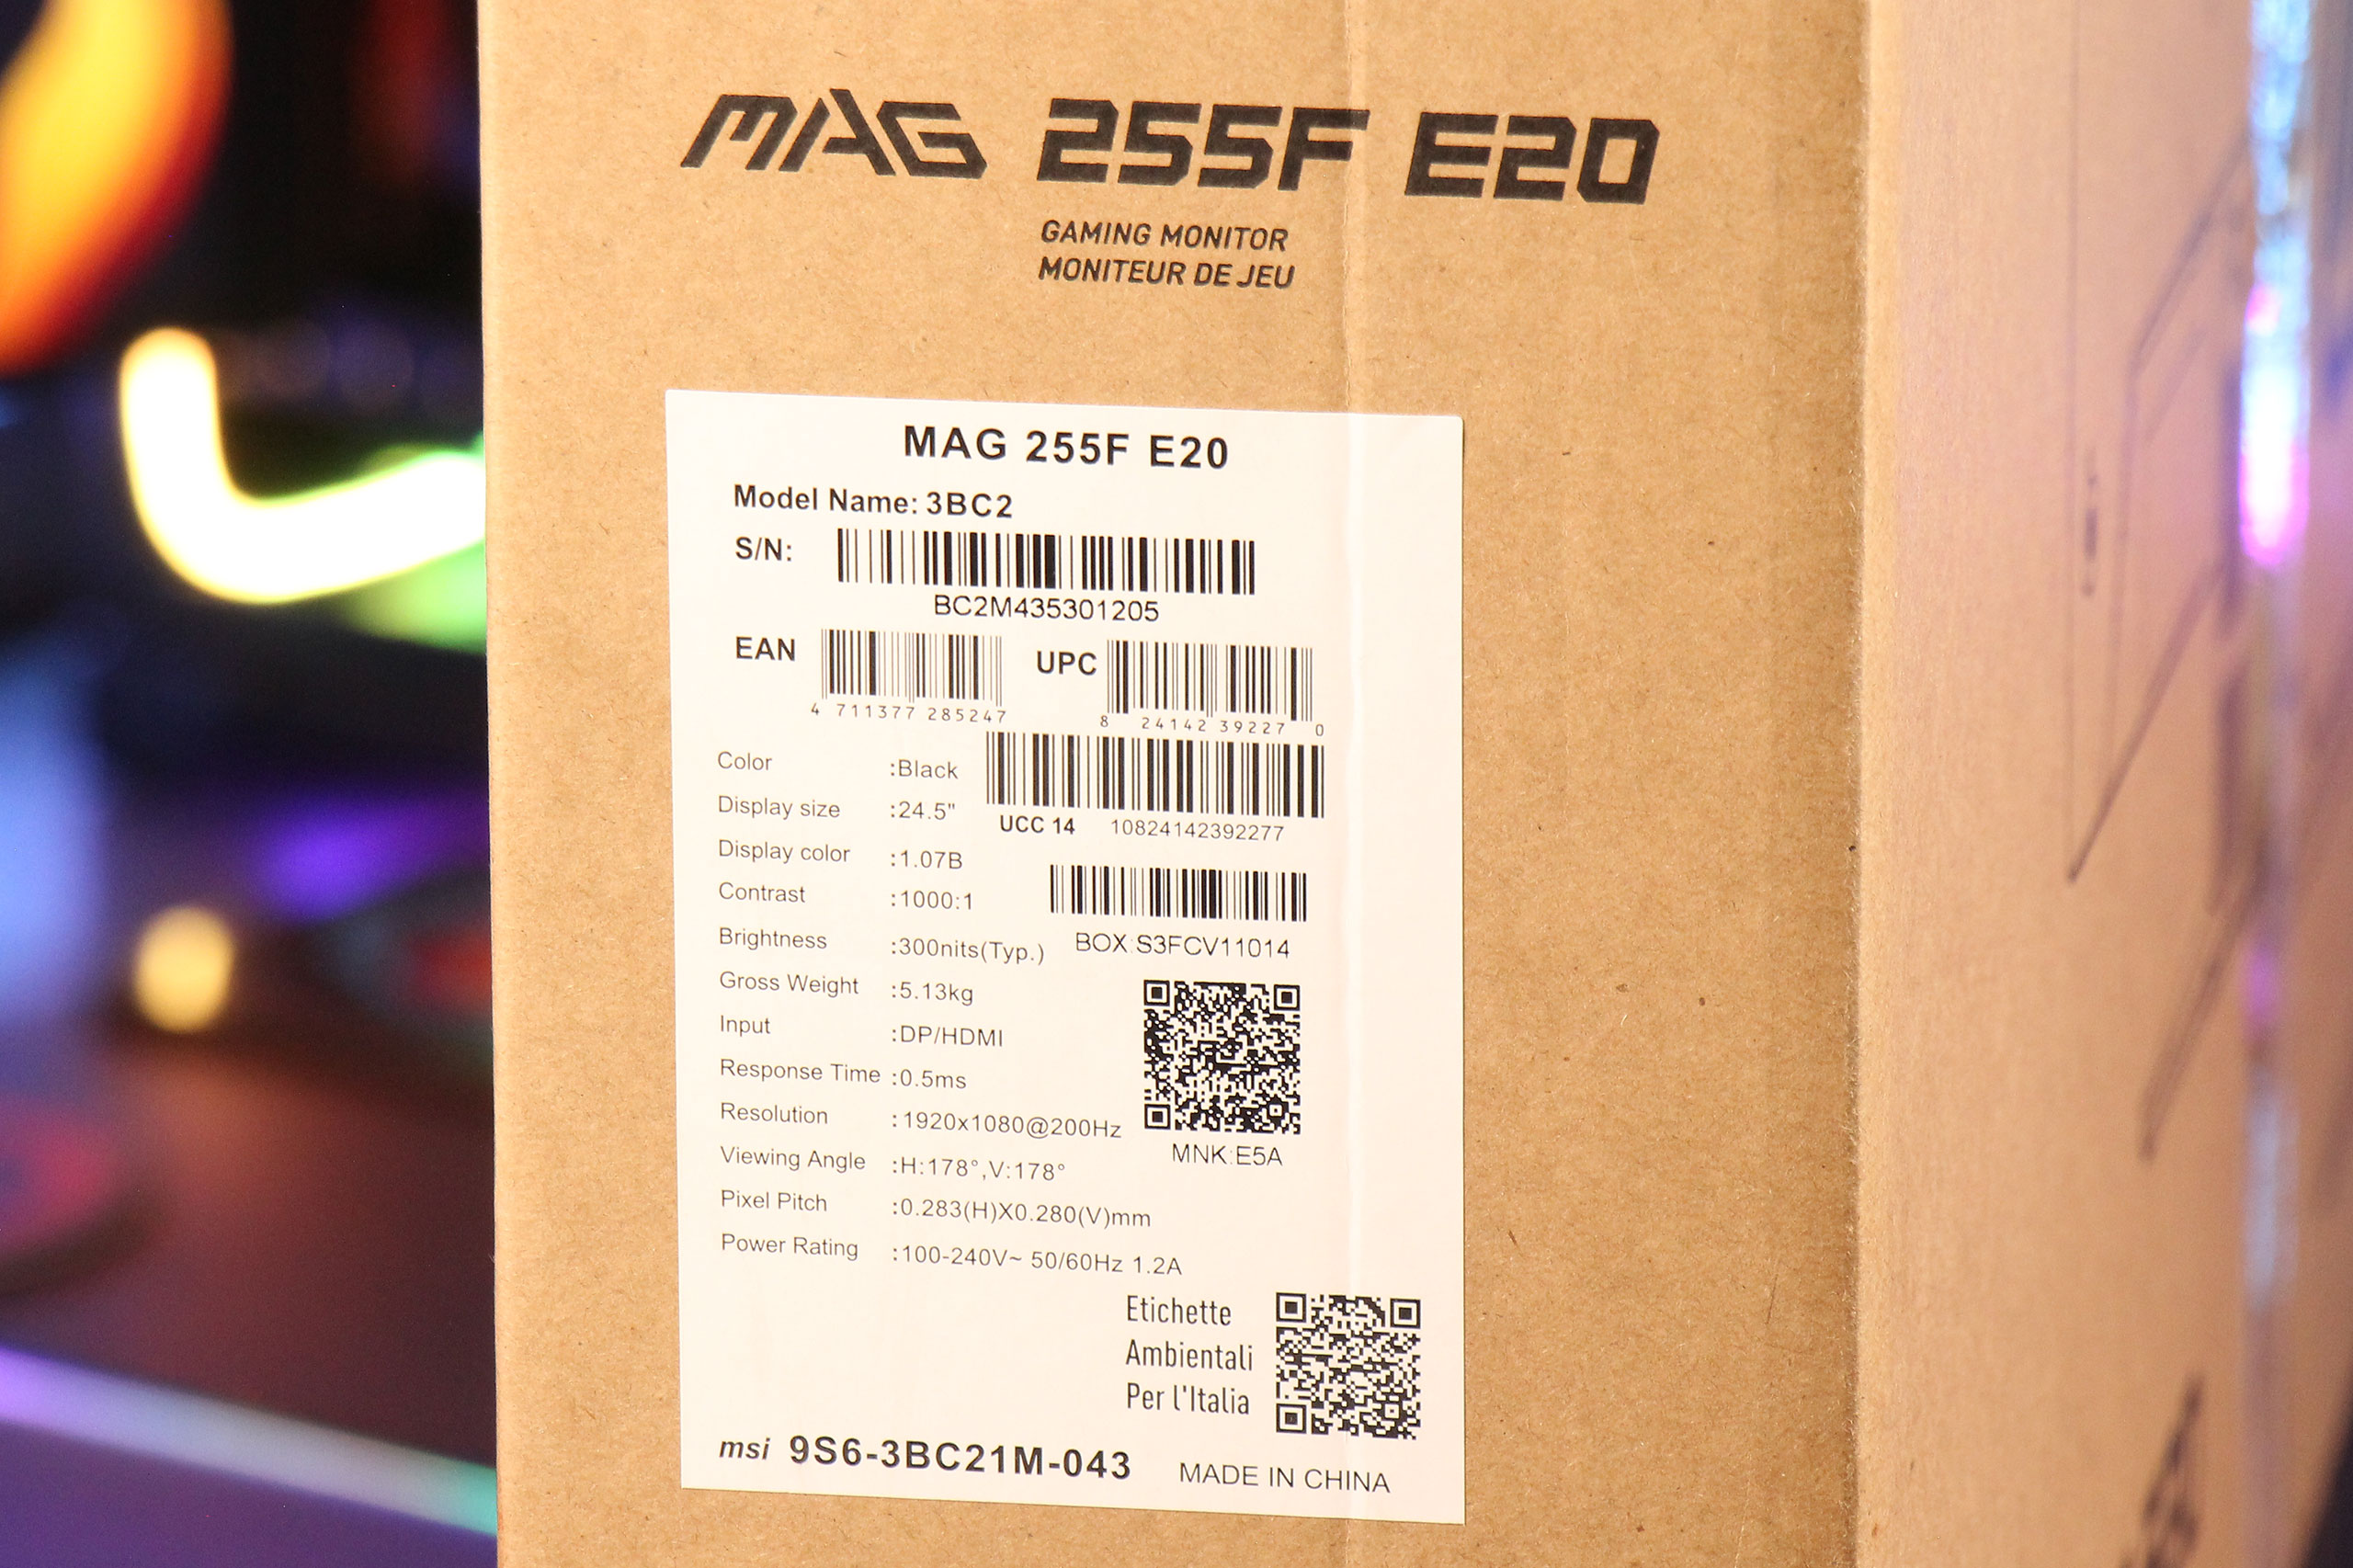 MAG 255F E20
GAMING MONITOR
MONITEUR DE JEU
MAG 255F E20
Model Name: 3BC2
S/N:
BC2M435301205
EAN
4 711377 285247
UPC
8 24142 39227 0
Color :Black
Display size :24.5"
UCC 14 10824142392277
Display color :1.07B
Contrast :1000:1
Brightness :300nits(Typ.)
BOX:S3FCV11014
Gross Weight :5.13kg
Input :DP/HDMI
Response Time :0.5ms
Resolution :1920x1080@200Hz
MNK:E5A
Viewing Angle :H:178°,V:178°
Pixel Pitch :0.283(H)X0.280(V)mm
Power Rating :100-240V~ 50/60Hz 1.2A
Etichette
Ambientali
Per l'Italia
msi 9S6-3BC21M-043 MADE IN CHINA